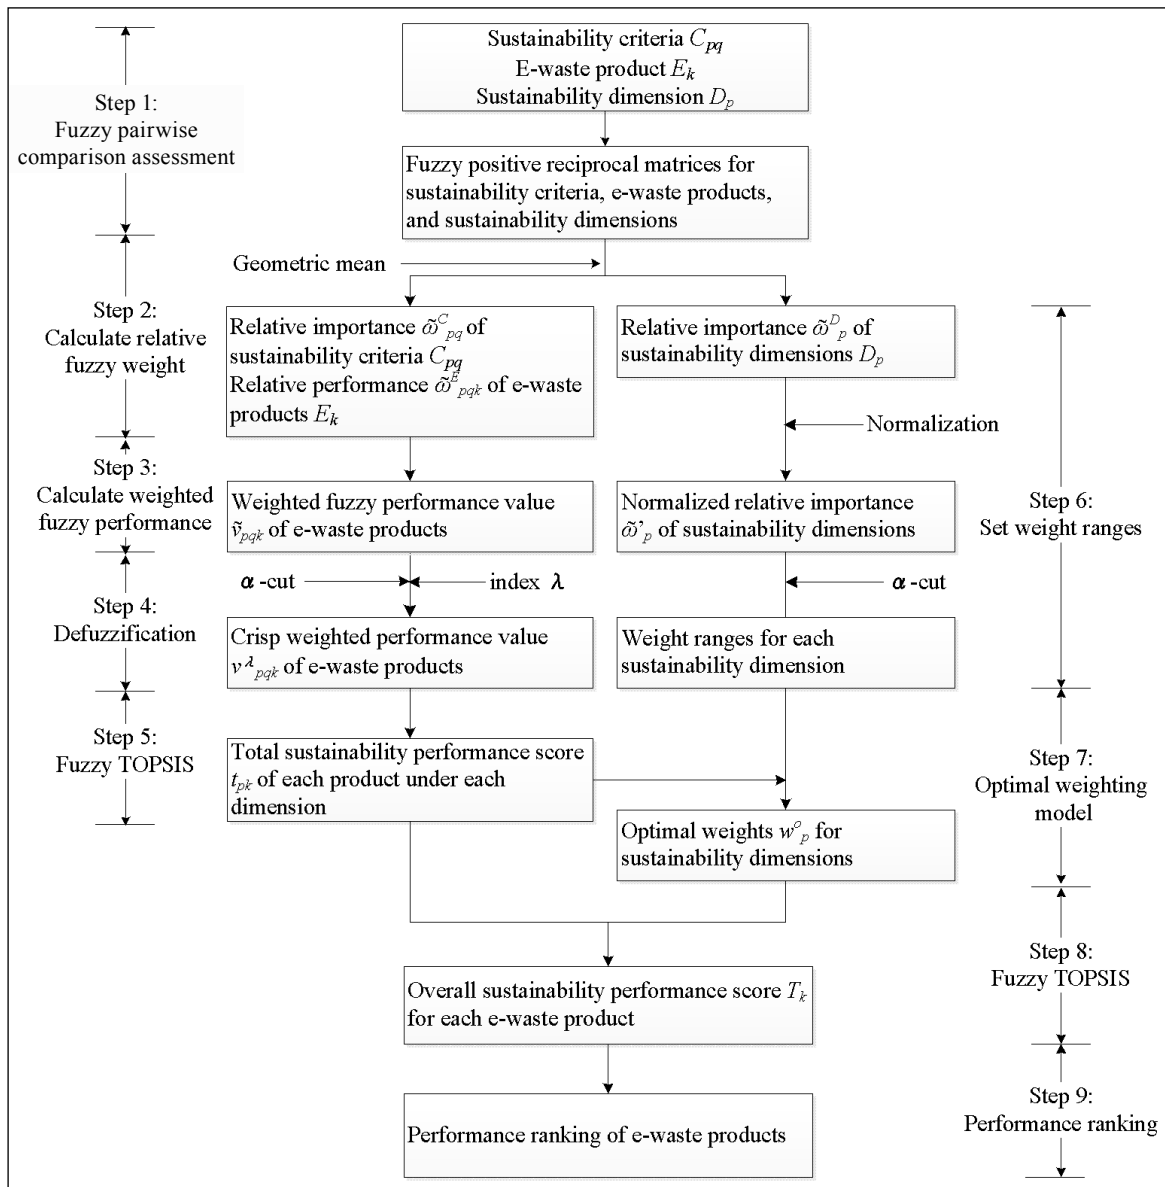 Sustainability criteria C_pq
E-waste product E_k
Sustainability dimension D_p
Step 1:
Fuzzy pairwise
comparison assessment
Fuzzy positive reciprocal matrices for
sustainability criteria, e-waste products,
and sustainability dimensions
Geometric mean
Step 2:
Calculate relative
fuzzy weight
Relative importance ω̃^C_pq of
sustainability criteria C_pq
Relative performance ω̃^E_pqk of e-waste
products E_k
Relative importance ω̃^D_p of
sustainability dimensions D_p
Normalization
Step 3:
Calculate weighted
fuzzy performance
Weighted fuzzy performance value
ṽ_pqk of e-waste products
Normalized relative importance
ω̃'_p of sustainability dimensions
Step 6:
Set weight ranges
α -cut
index λ
α -cut
Step 4:
Defuzzification
Crisp weighted performance value
v^λ_pqk of e-waste products
Weight ranges for each
sustainability dimension
Step 5:
Fuzzy TOPSIS
Total sustainability performance score
t_pk of each product under each
dimension
Step 7:
Optimal weighting
model
Optimal weights w^o_p for
sustainability dimensions
Step 8:
Fuzzy TOPSIS
Overall sustainability performance score T_k
for each e-waste product
Step 9:
Performance ranking
Performance ranking of e-waste products